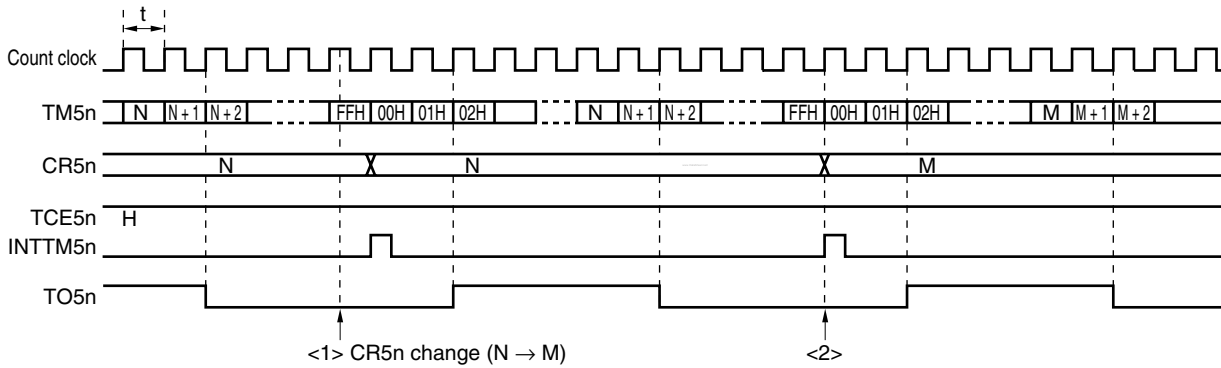 t
Count clock
TM5n N N + 1 N + 2 FFH 00H 01H 02H N N + 1 N + 2 FFH 00H 01H 02H M M + 1 M + 2
CR5n N N M
TCE5n H
INTTM5n
TO5n
<1> CR5n change (N → M) <2>